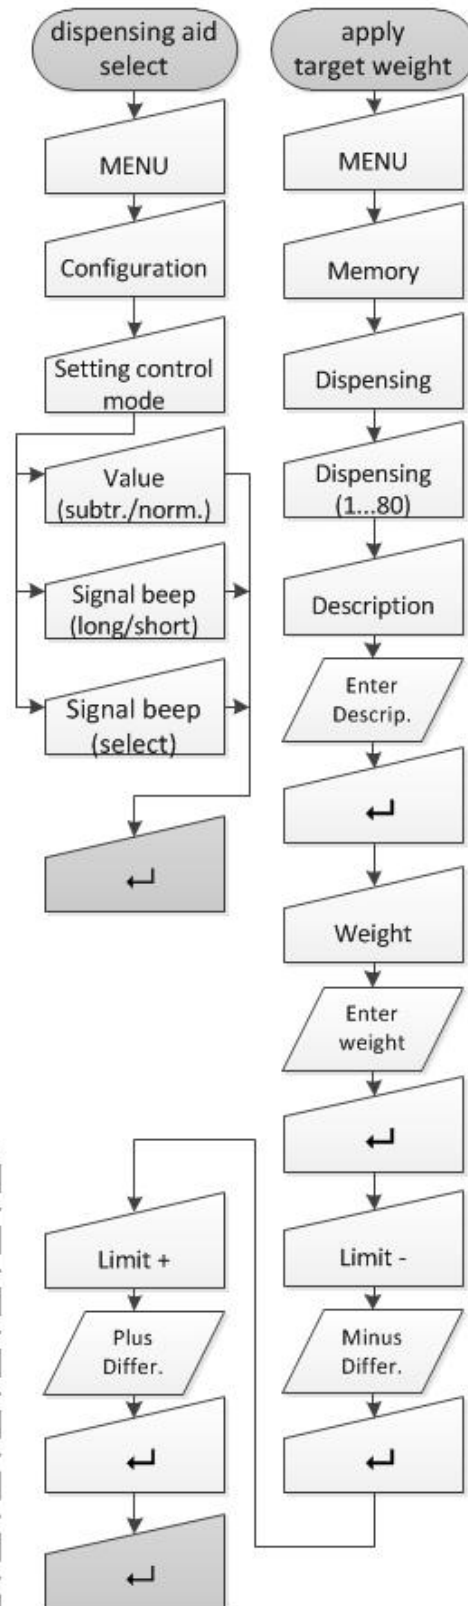 dispensing aid
select
MENU
Configuration
Setting control
mode
Value
(subtr./norm.)
Signal beep
(long/short)
Signal beep
(select)
↵
apply
target weight
MENU
Memory
Dispensing
Dispensing
(1...80)
Description
Enter
Descrip.
↵
Weight
Enter
weight
↵
Limit -
Minus
Differ.
↵
Limit +
Plus
Differ.
↵
↵